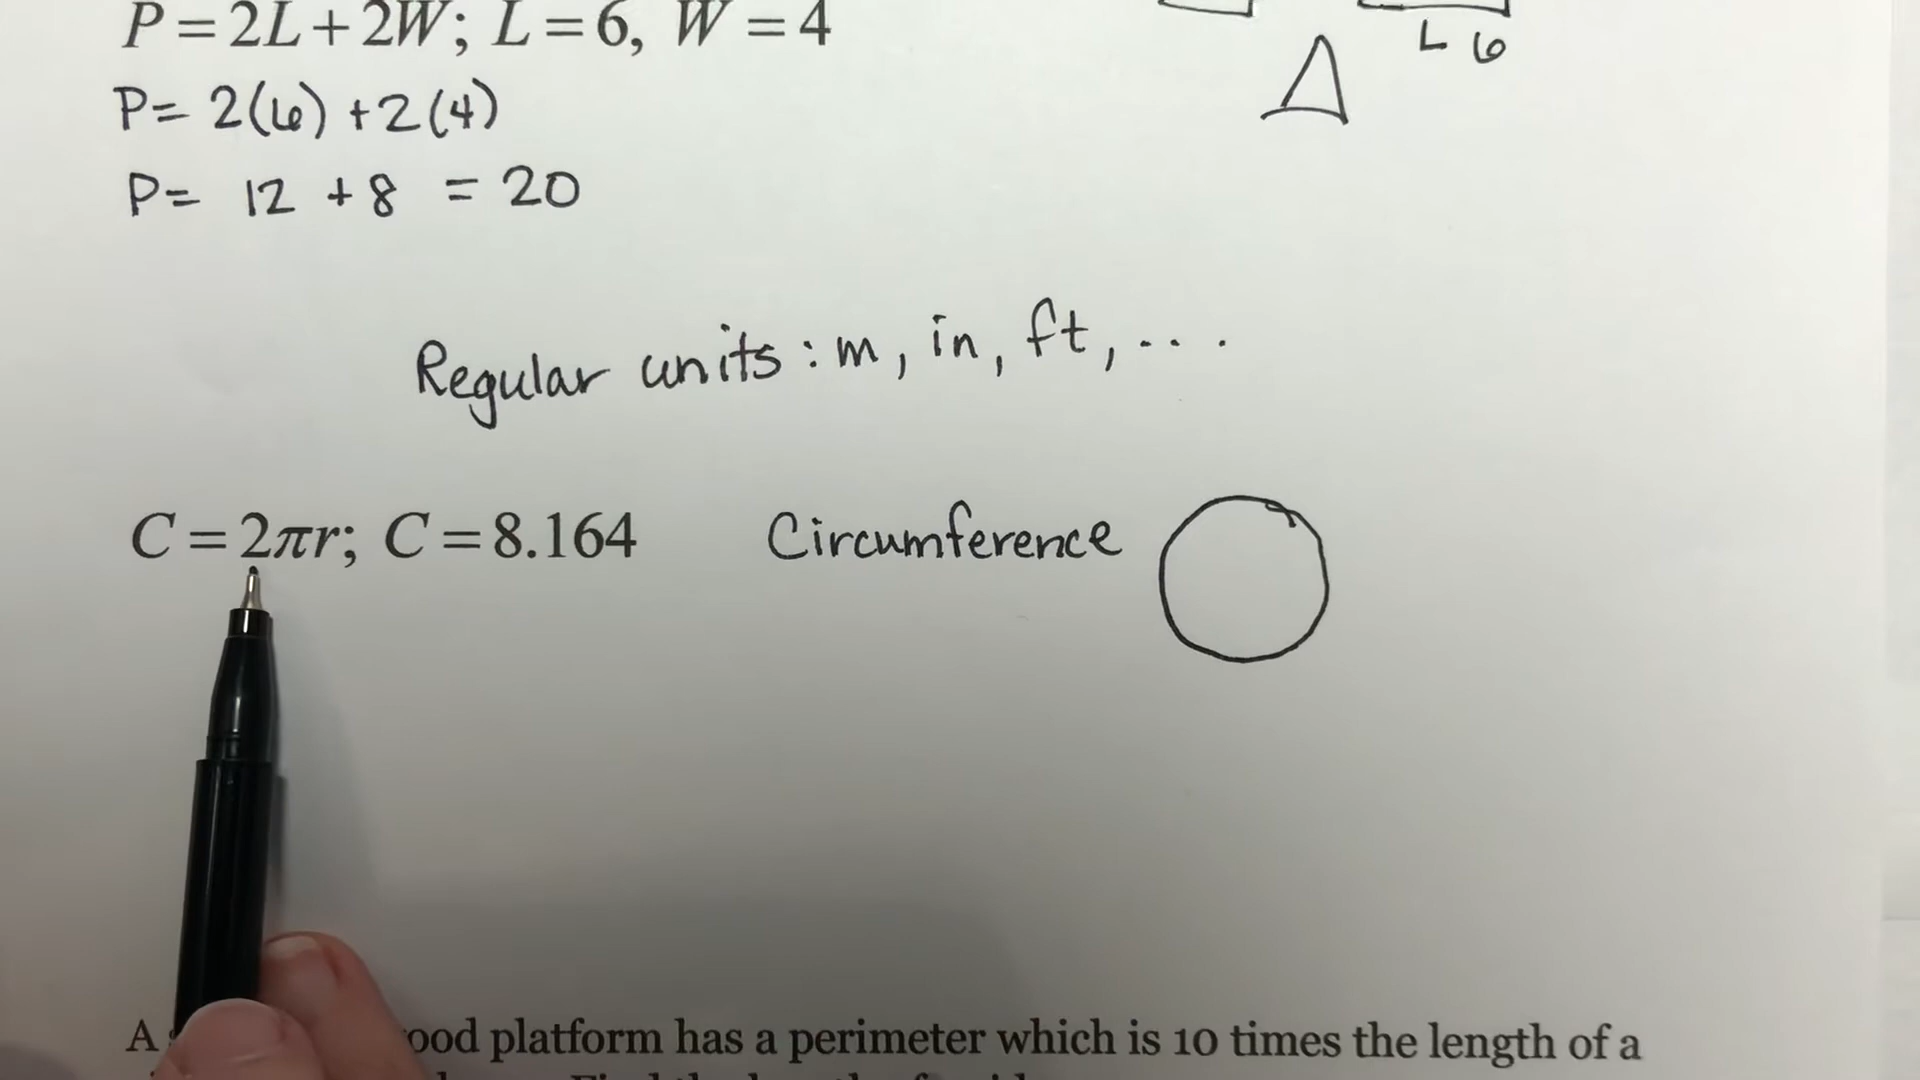 P = 2L + 2W; L = 6, W = 4
L 6
P= 2(6) +2(4)
P= 12 +8 = 20
Regular units : m, in, ft, ....
C = 2πr; C = 8.164
Circumference
A
platform has a perimeter which is 10 times the length of a